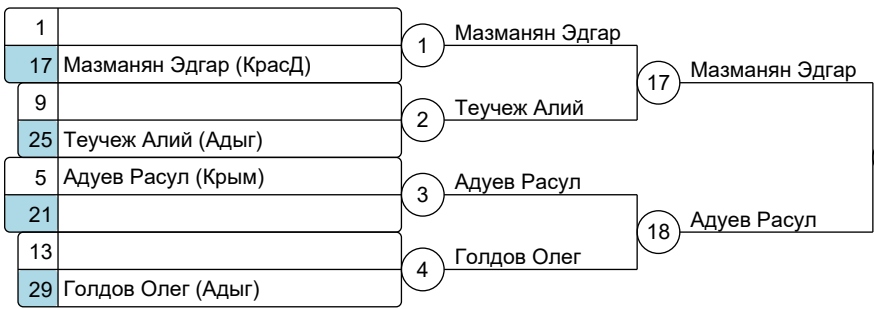 1
17 Мазманян Эдгар (КрасД)
1 Мазманян Эдгар
9
25 Теучеж Алий (Адыг)
2 Теучеж Алий
17 Мазманян Эдгар
5 Адуев Расул (Крым)
21
3 Адуев Расул
13
29 Голдов Олег (Адыг)
4 Голдов Олег
18 Адуев Расул